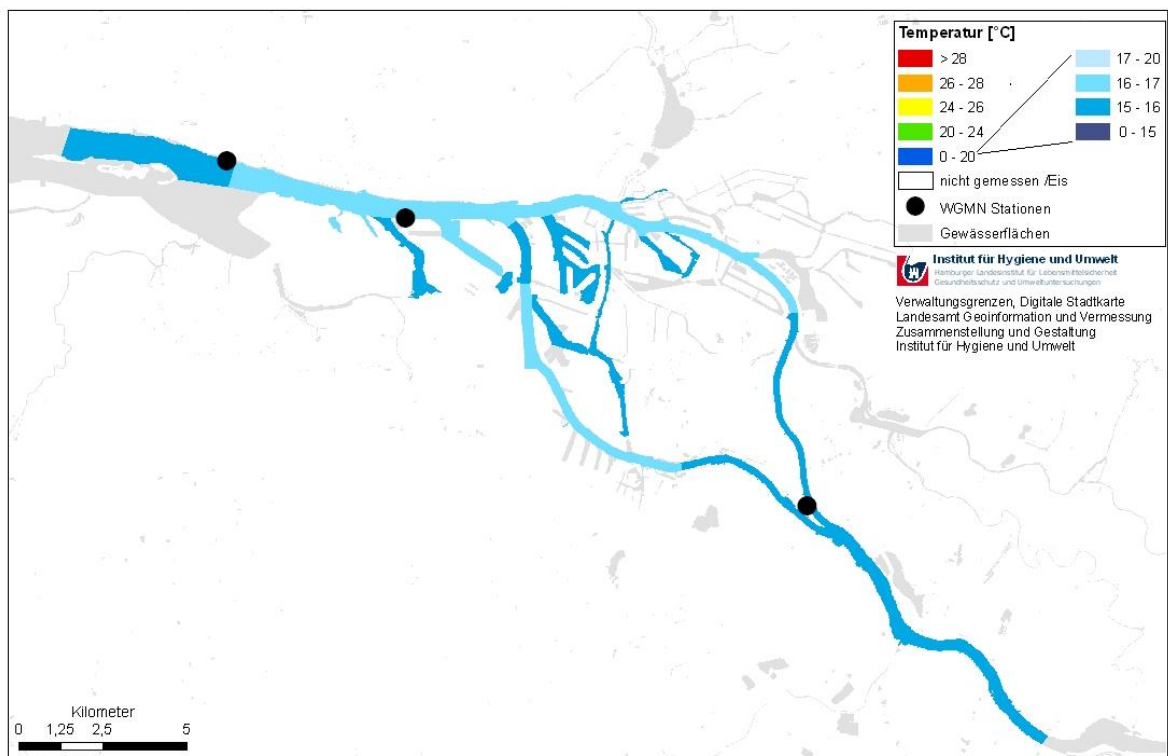 Temperatur [°C]
> 28
26 - 28
24 - 26
20 - 24
0 - 20
17 - 20
16 - 17
15 - 16
0 - 15
nicht gemessen /Eis
WGMN Stationen
Gewässerflächen
Institut für Hygiene und Umwelt
Hamburger Landesinstitut für Lebensmittelsicherheit
Gesundheitsschutz und Umweltuntersuchungen
Verwaltungsgrenzen, Digitale Stadtkarte
Landesamt Geoinformation und Vermessung
Zusammenstellung und Gestaltung
Institut für Hygiene und Umwelt
Kilometer
0 1,25 2,5 5